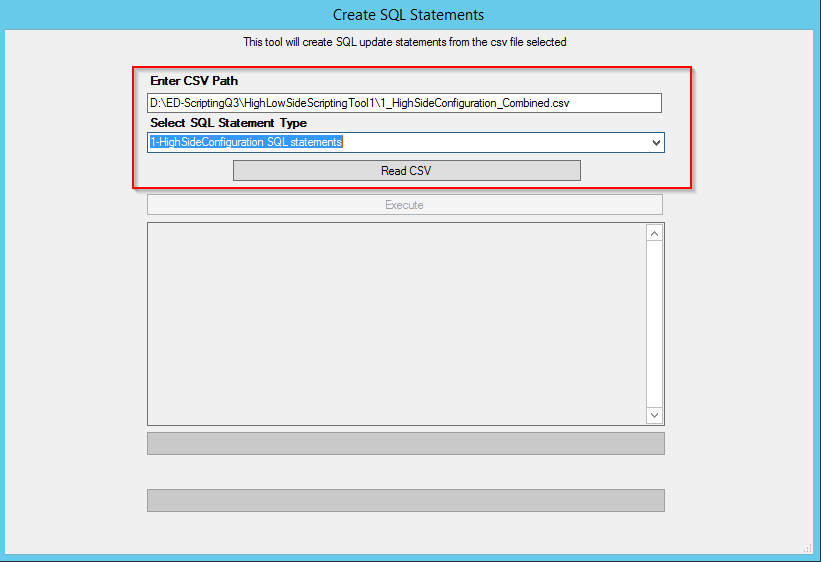 Create SQL Statements
This tool will create SQL update statements from the csv file selected
Enter CSV Path
D:\ED-ScriptingQ3\HighLowSideScriptingTool1\1_HighSideConfiguration_Combined.csv
Select SQL Statement Type
1-HighSideConfiguration SQL statements
Read CSV
Execute